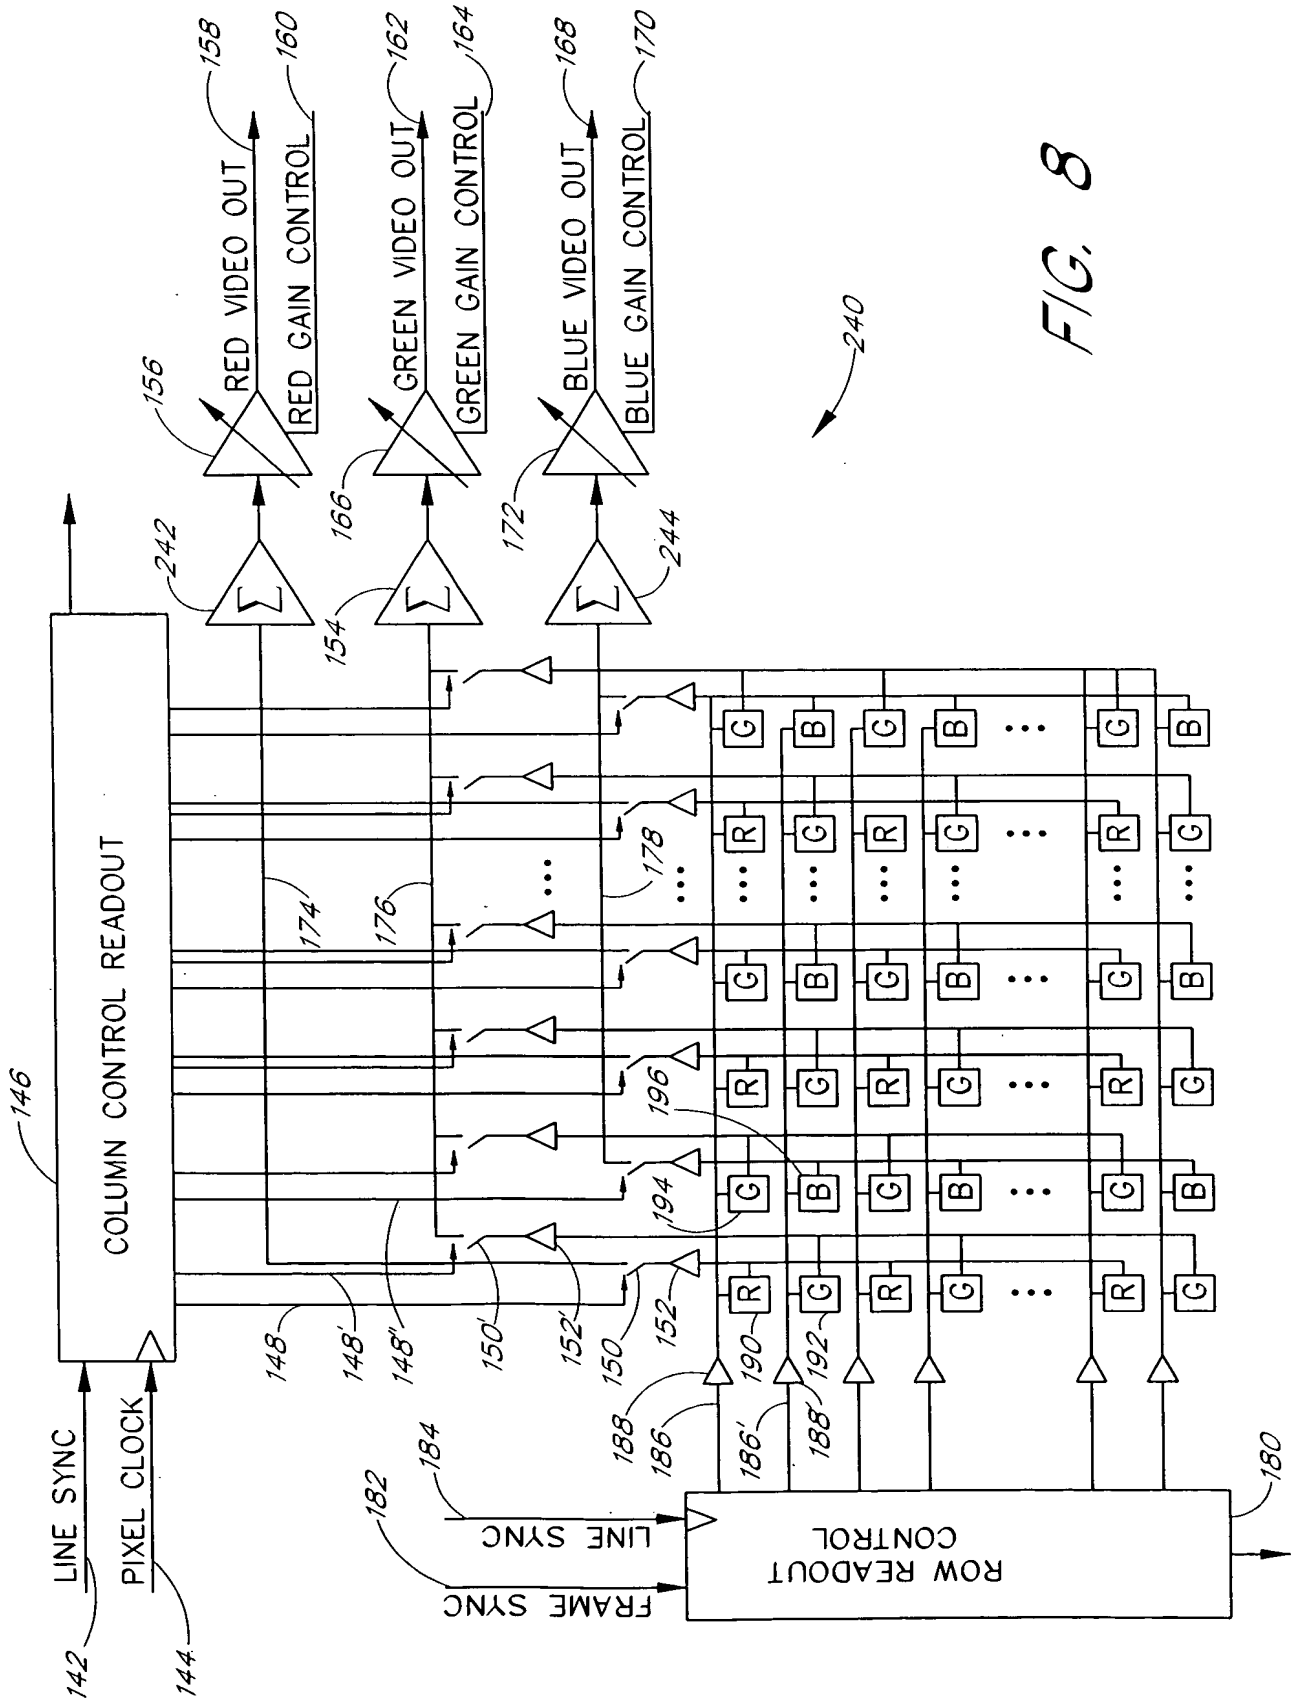 LINE SYNC
142
PIXEL CLOCK
144
146
COLUMN CONTROL READOUT
148
148'
148"
174
176
178
150'
152'
150
152
242
154
244
156
166
172
RED VIDEO OUT
158
RED GAIN CONTROL
160
GREEN VIDEO OUT
162
GREEN GAIN CONTROL
164
BLUE VIDEO OUT
168
BLUE GAIN CONTROL
170
Σ
Σ
Σ
182
184
FRAME SYNC
LINE SYNC
ROW READOUT
CONTROL
180
188
186
186'
188'
190
192
194
196
R G R G ... G R G
G B G B ... B G B
R G R G ... G R G
G B G B ... B G B
... ... ... ... ... ...
R G R G ... R G
G B G B ... G B
240
FIG. 8